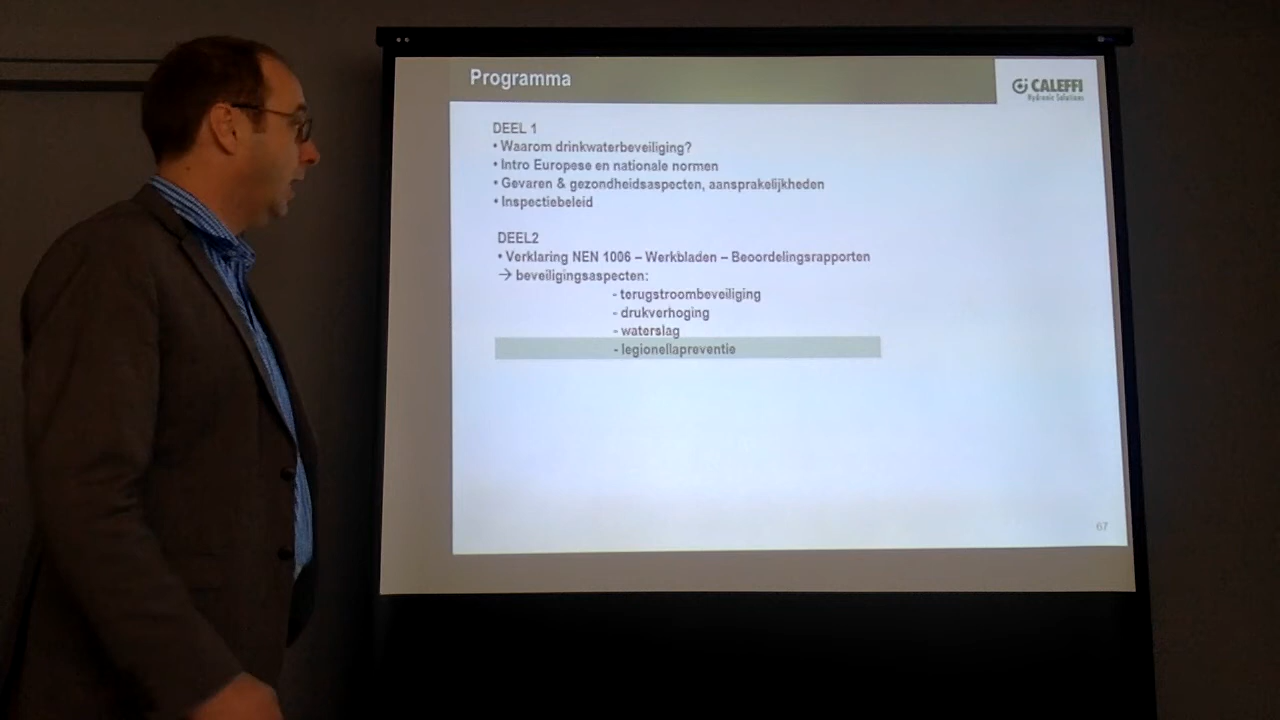 Programma
CALEFFI
Hydronic Solutions
DEEL 1
• Waarom drinkwaterbeveiliging?
• Intro Europese en nationale normen
• Gevaren & gezondheidsaspecten, aansprakelijkheden
• Inspectiebeleid
DEEL2
• Verklaring NEN 1006 – Werkbladen – Beoordelingsrapporten
→ beveiligingsaspecten:
- terugstroombeveiliging
- drukverhoging
- waterslag
- legionellapreventie
67